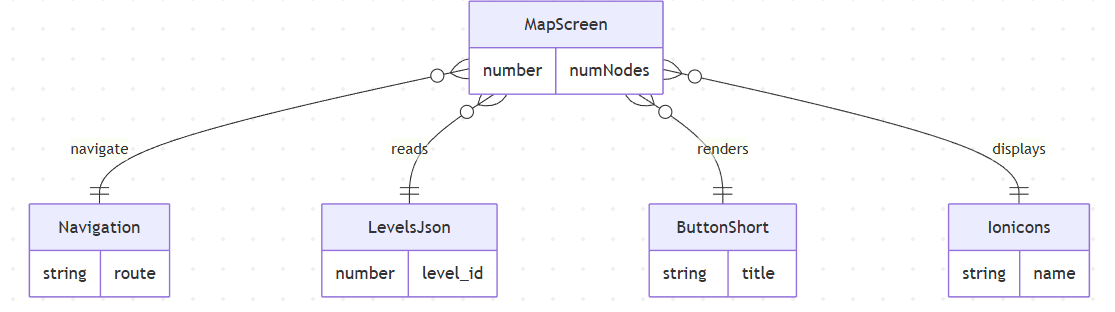 MapScreen
number numNodes
navigate reads renders displays
Navigation LevelsJson ButtonShort Ionicons
string route number level_id string title string name